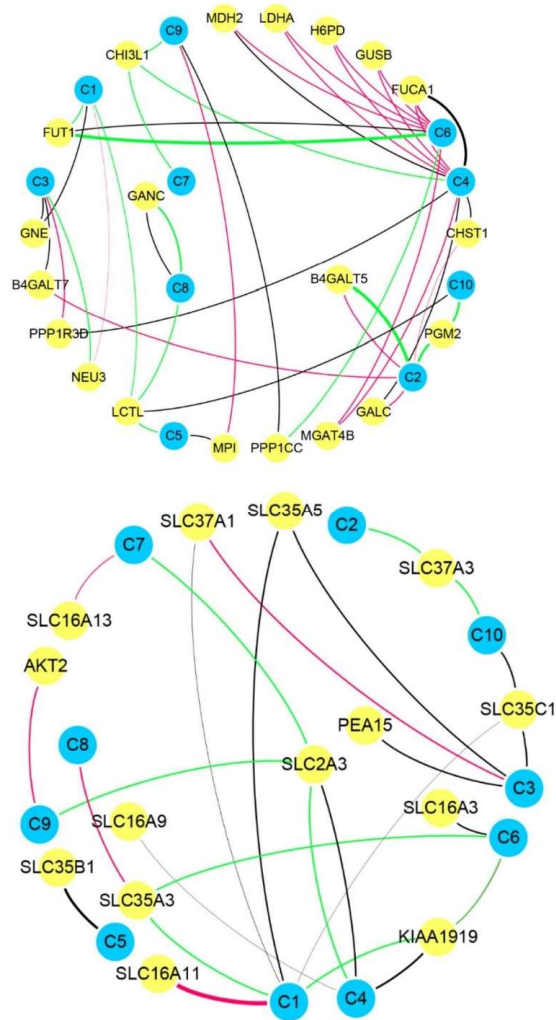 MDH2
LDHA
H6PD
GUSB
FUCA1
C9
CHI3L1
C1
FUT1
C6
C3
C7
C4
GANC
GNE
CHST1
B4GALT7
C8
B4GALT5
C10
PPP1R3D
PGM2
NEU3
C2
LCTL
GALC
C5
MPI
PPP1CC
MGAT4B
SLC37A1
SLC35A5
C2
C7
SLC37A3
SLC16A13
C10
AKT2
SLC35C1
PEA15
C8
SLC2A3
C3
SLC16A3
C9
SLC16A9
C6
SLC35B1
SLC35A3
KIAA1919
C5
SLC16A11
C1
C4